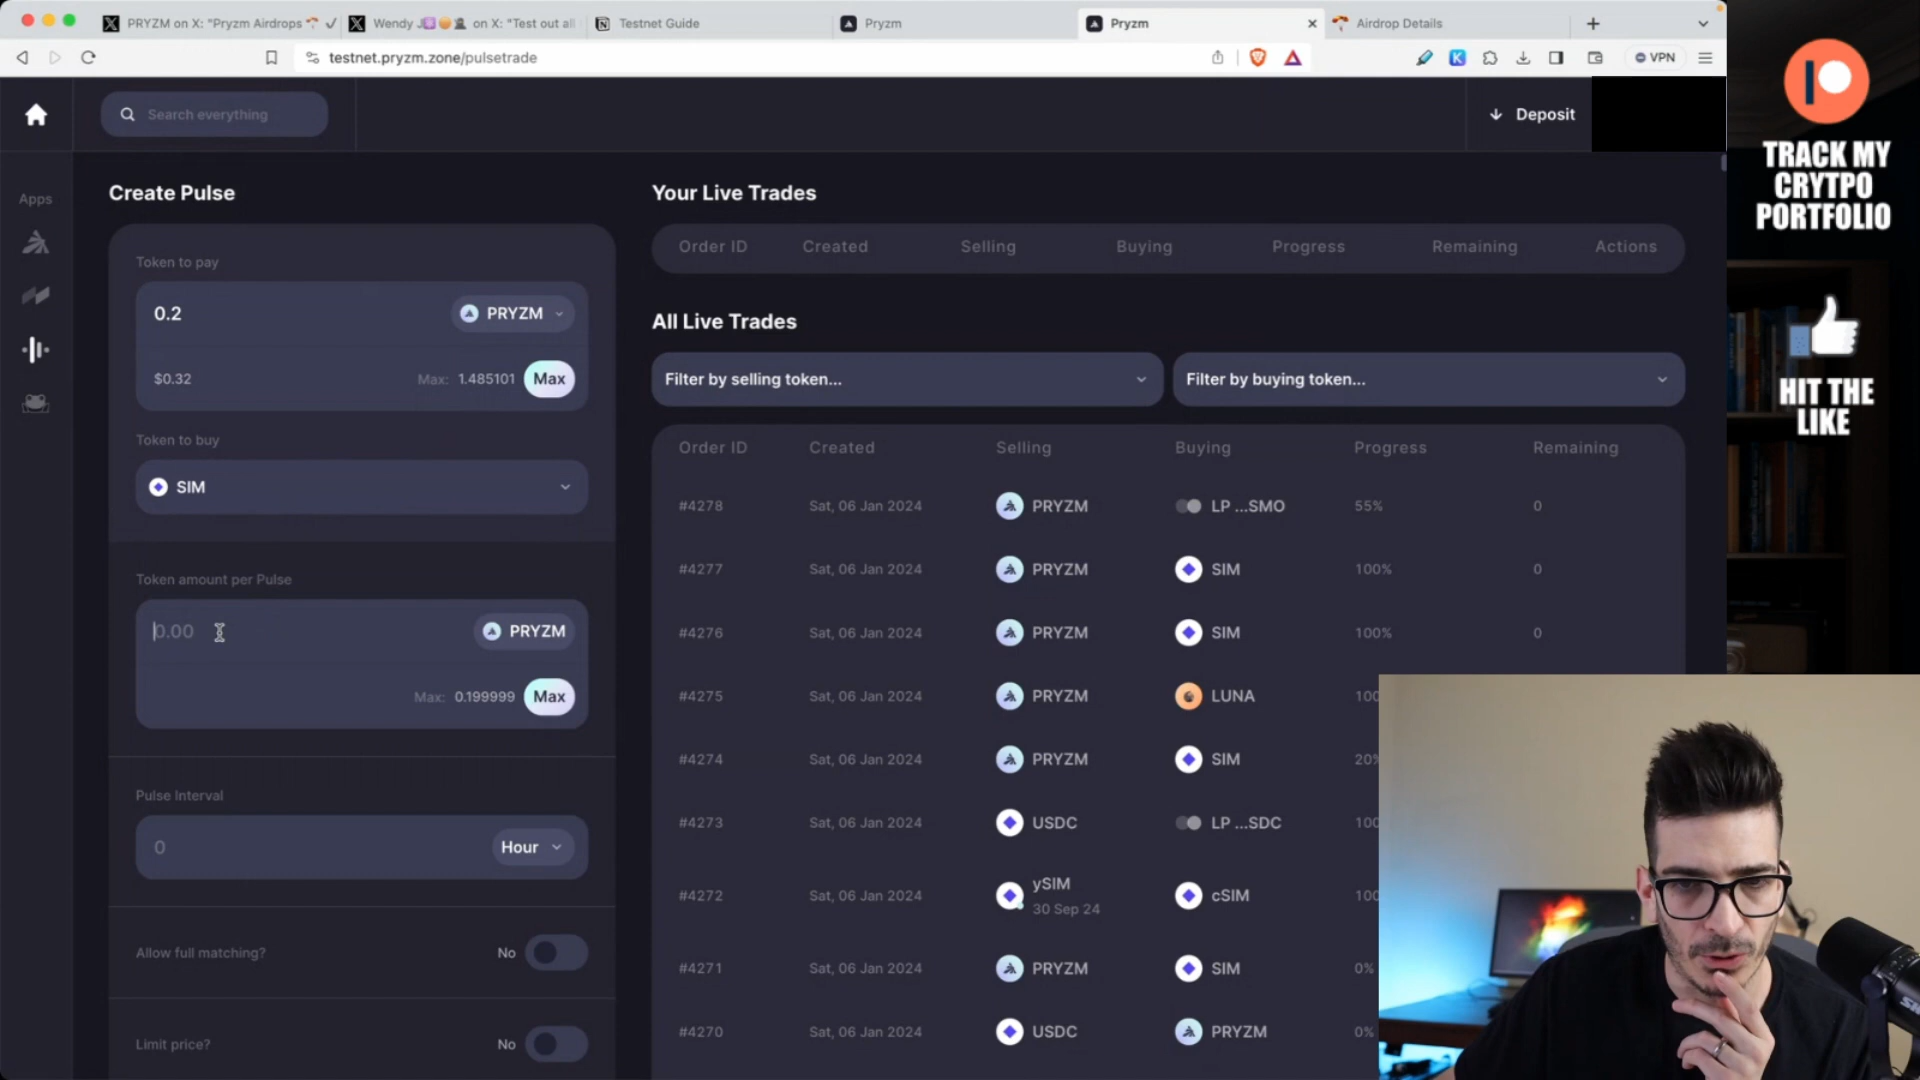 PRYZM on X: "Pryzm Airdrops
Wendy J on X: "Test out all
Testnet Guide
Pryzm
Pryzm
Airdrop Details
testnet.pryzm.zone/pulsetrade
VPN
Search everything
Deposit
Apps
Create Pulse
Token to pay
0.2
PRYZM
$0.32
Max: 1.485101
Max
Token to buy
SIM
Token amount per Pulse
0.00
PRYZM
Max: 0.199999
Max
Pulse Interval
0
Hour
Allow full matching?
No
Limit price?
No
Your Live Trades
Order ID Created Selling Buying Progress Remaining Actions
All Live Trades
Filter by selling token...
Filter by buying token...
Order ID Created Selling Buying Progress Remaining
#4278 Sat, 06 Jan 2024 PRYZM LP ...SMO 55% 0
#4277 Sat, 06 Jan 2024 PRYZM SIM 100% 0
#4276 Sat, 06 Jan 2024 PRYZM SIM 100% 0
#4275 Sat, 06 Jan 2024 PRYZM LUNA 100
#4274 Sat, 06 Jan 2024 PRYZM SIM 20%
#4273 Sat, 06 Jan 2024 USDC LP ...SDC 100
#4272 Sat, 06 Jan 2024 ySIM cSIM 100
30 Sep 24
#4271 Sat, 06 Jan 2024 PRYZM SIM 0%
#4270 Sat, 06 Jan 2024 USDC PRYZM 0%
TRACK MY
CRYTPO
PORTFOLIO
HIT THE
LIKE